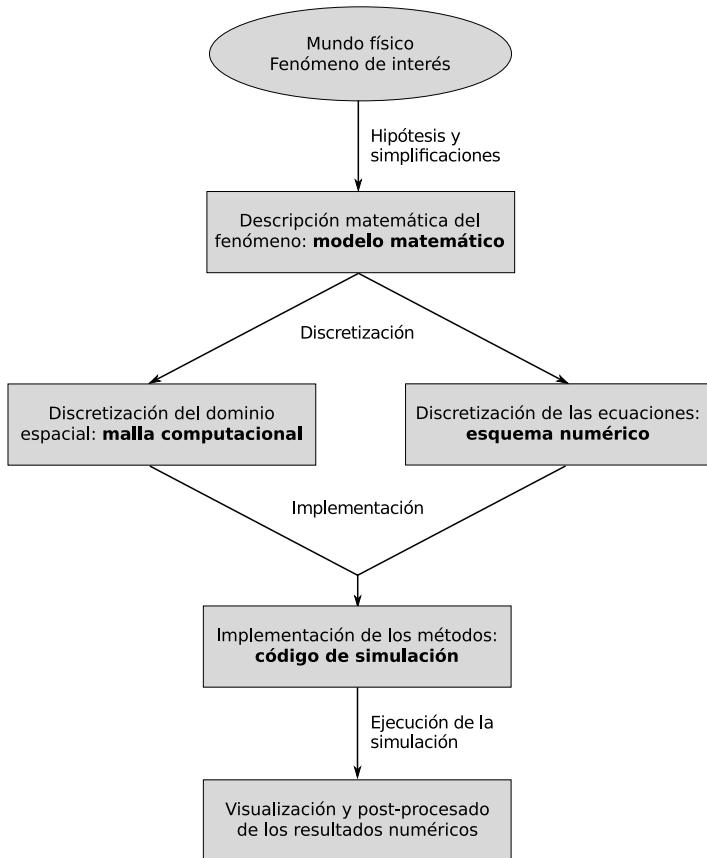 Mundo físico
Fenómeno de interés
Hipótesis y
simplificaciones
Descripción matemática del
fenómeno: modelo matemático
Discretización
Discretización del dominio
espacial: malla computacional
Discretización de las ecuaciones:
esquema numérico
Implementación
Implementación de los métodos:
código de simulación
Ejecución de la
simulación
Visualización y post-procesado
de los resultados numéricos